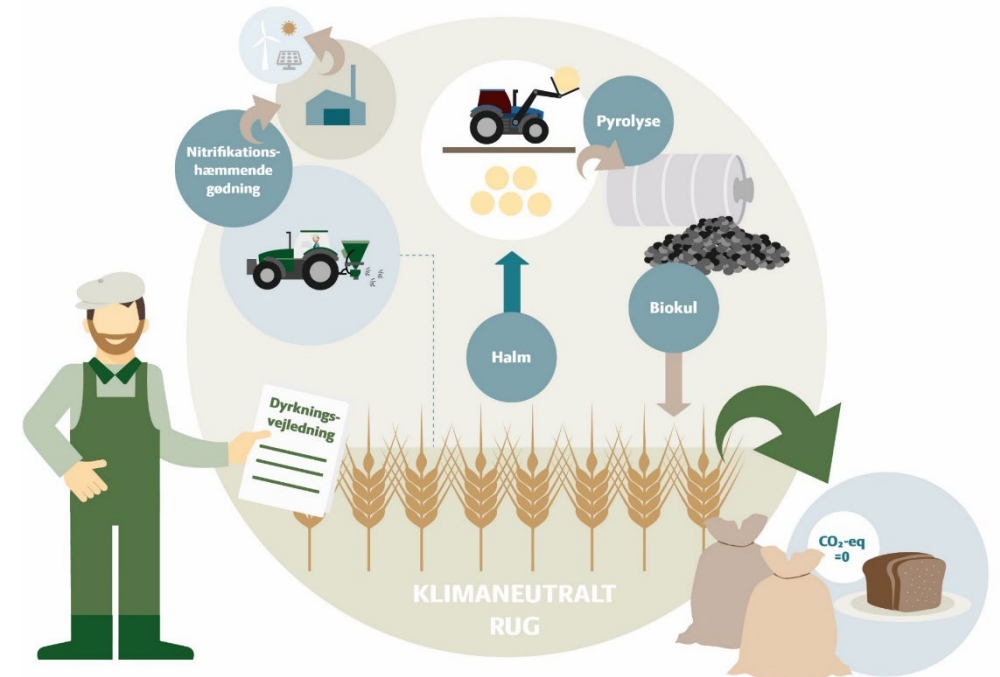 Nitrifikations-
hæmmende
gødning
Pyrolyse
Biokul
Halm
Dyrknings-
vejledning
CO₂-eq
=0
KLIMANEUTRALT
RUG